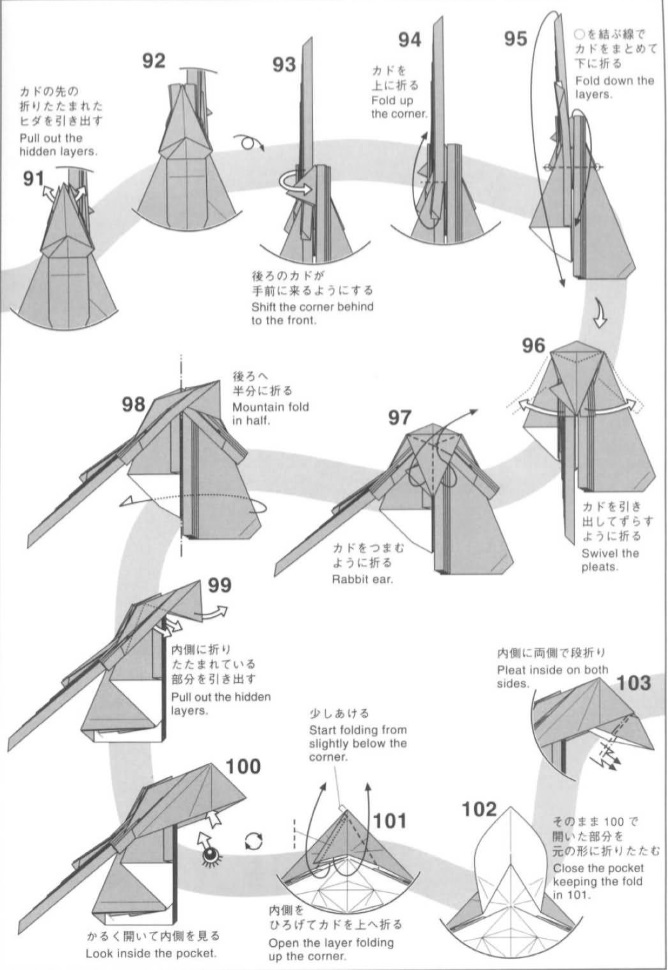 91
カドの先の
折りたたまれた
ヒダを引き出す
Pull out the
hidden layers.
92
93
後ろのカドが
手前に来るようにする
Shift the corner behind
to the front.
94
カドを
上に折る
Fold up
the corner.
95
○を結ぶ線で
カドをまとめて
下に折る
Fold down the
layers.
96
カドを引き
出してずらす
ように折る
Swivel the
pleats.
97
カドをつまむ
ように折る
Rabbit ear.
98
後ろへ
半分に折る
Mountain fold
in half.
99
内側に折り
たたまれている
部分を引き出す
Pull out the hidden
layers.
100
かるく開いて内側を見る
Look inside the pocket.
101
少しあける
Start folding from
slightly below the
corner.
内側を
ひろげてカドを上へ折る
Open the layer folding
up the corner.
102
そのまま 100 で
開いた部分を
元の形に折りたたむ
Close the pocket
keeping the fold
in 101.
103
内側に両側で段折り
Pleat inside on both
sides.